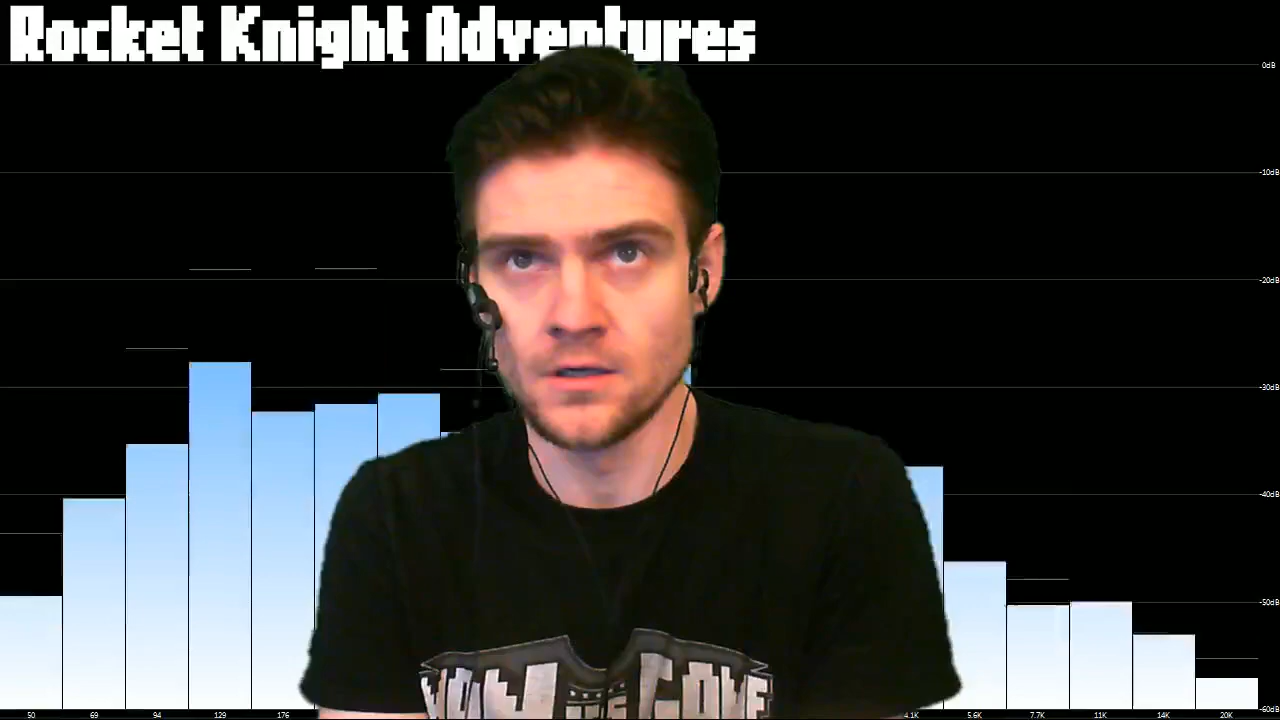 Rocket Knight Adventures
0dB
-10dB
-20dB
-30dB
-40dB
-50dB
-60dB
50 69 94 129 176 4.1K 5.6K 7.7K 11K 14K 20K